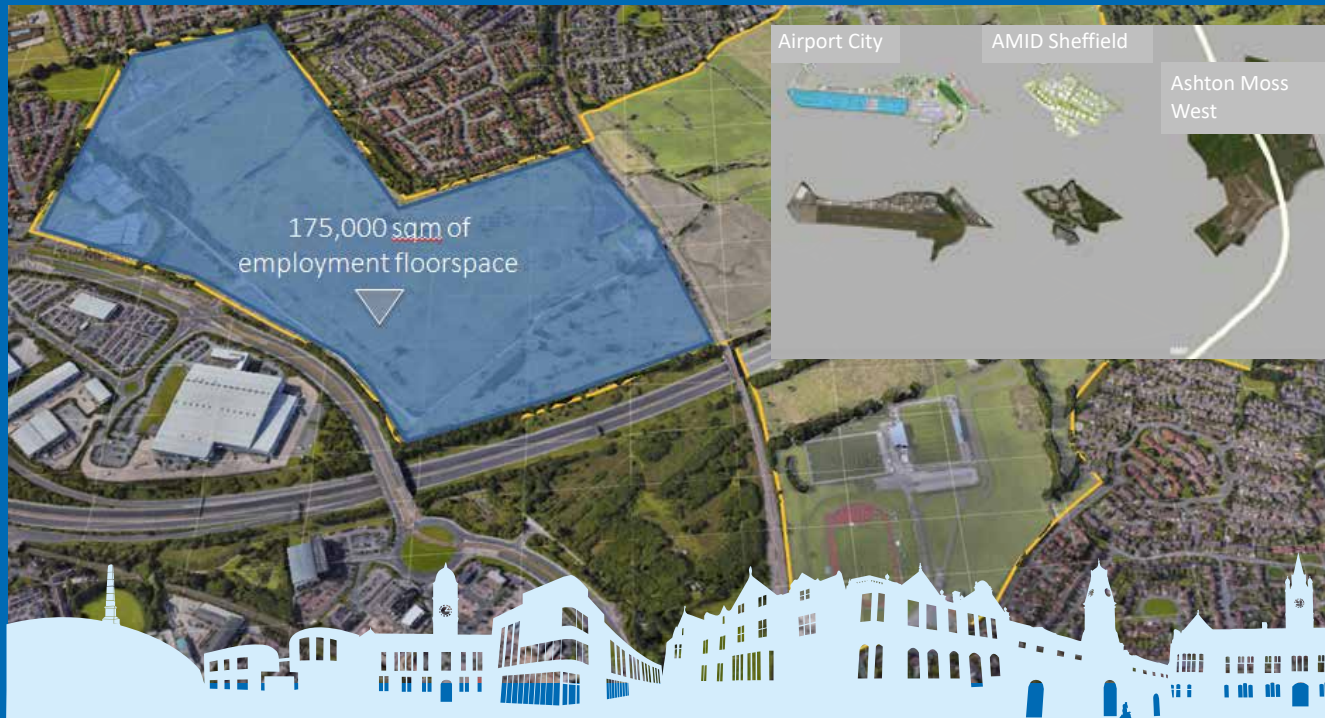 Airport City
AMID Sheffield
Ashton Moss
West
175,000 sqm of
employment floorspace